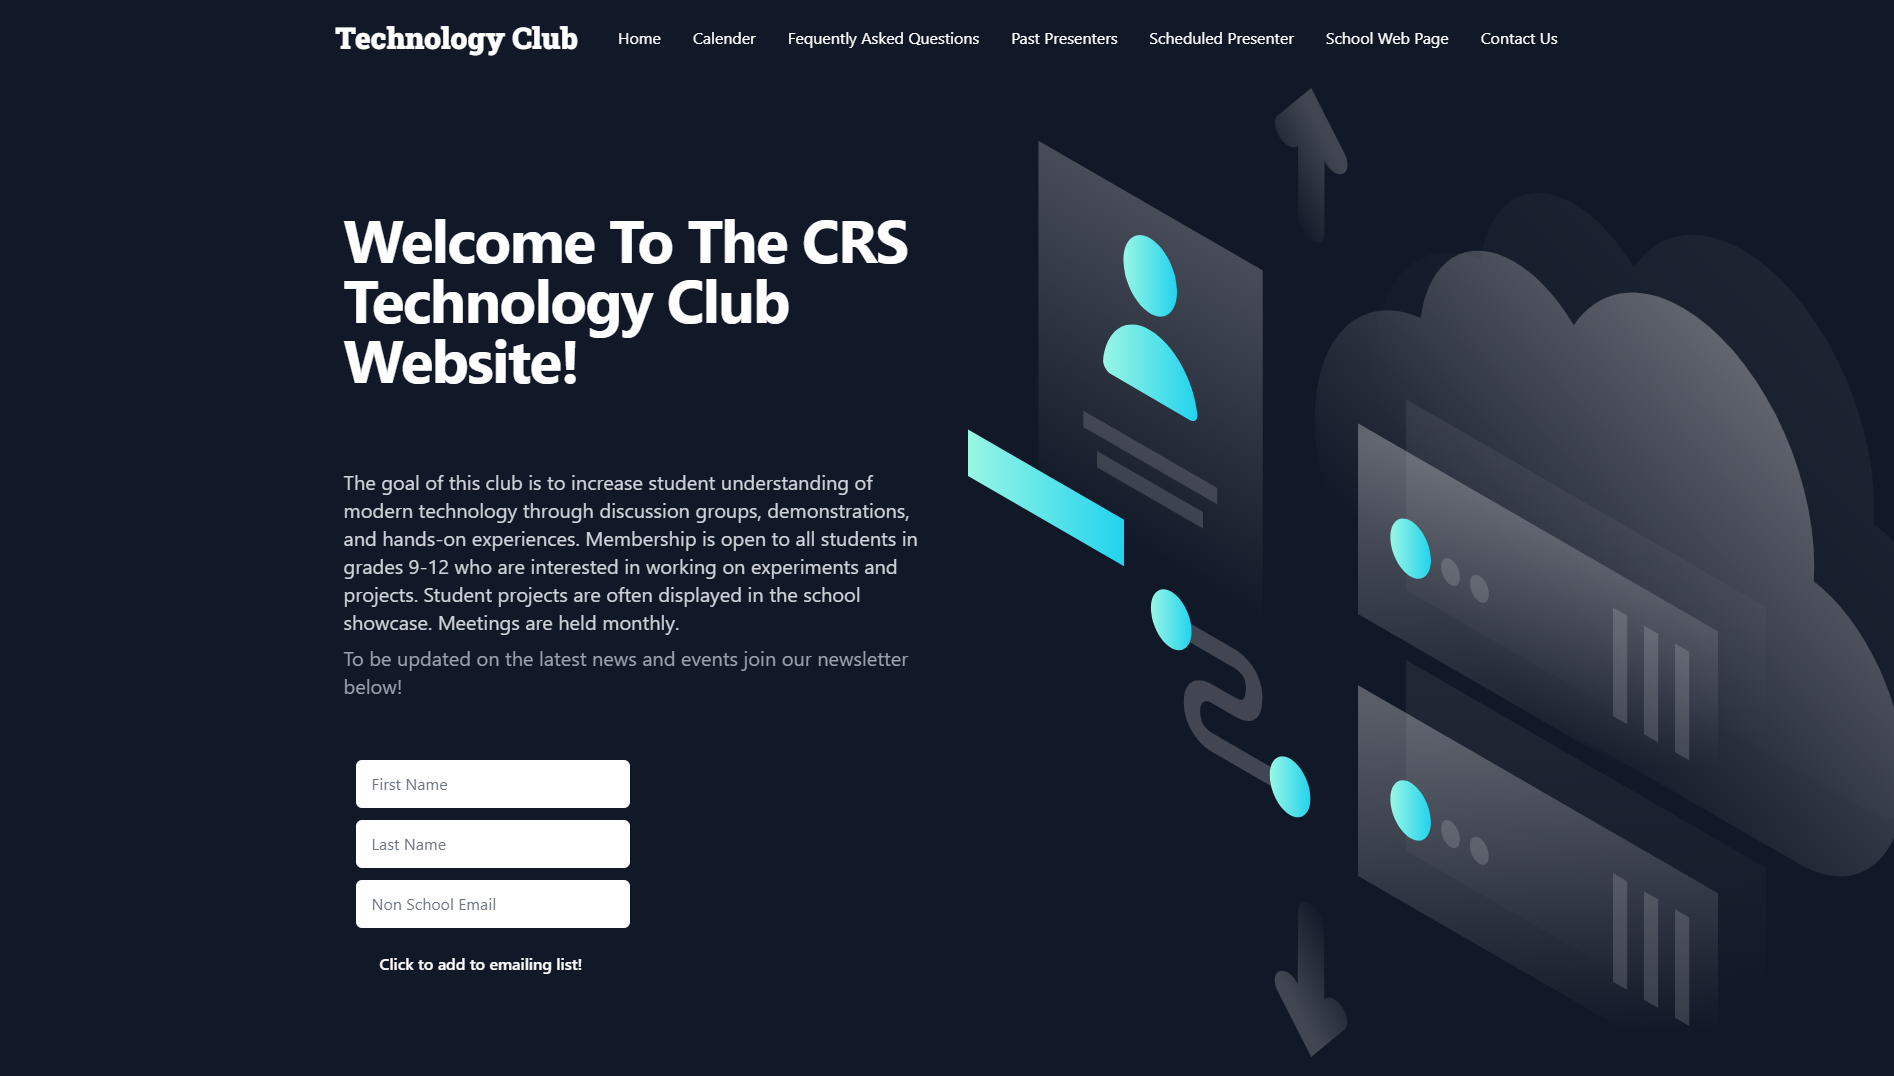 Technology Club
Home
Calender
Fequently Asked Questions
Past Presenters
Scheduled Presenter
School Web Page
Contact Us
Welcome To The CRS
Technology Club
Website!
The goal of this club is to increase student understanding of
modern technology through discussion groups, demonstrations,
and hands-on experiences. Membership is open to all students in
grades 9-12 who are interested in working on experiments and
projects. Student projects are often displayed in the school
showcase. Meetings are held monthly.
To be updated on the latest news and events join our newsletter
below!
First Name
Last Name
Non School Email
Click to add to emailing list!